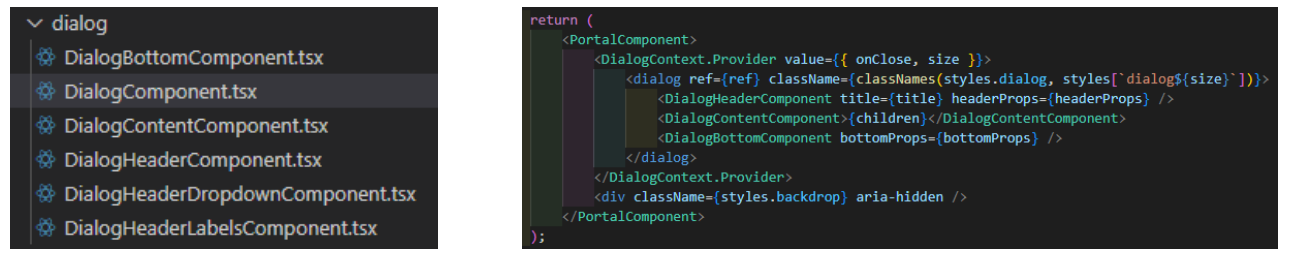 dialog
DialogBottomComponent.tsx
DialogComponent.tsx
DialogContentComponent.tsx
DialogHeaderComponent.tsx
DialogHeaderDropdownComponent.tsx
DialogHeaderLabelsComponent.tsx
return (
<PortalComponent>
<DialogContext.Provider value={{ onClose, size }}>
<dialog ref={ref} className={classNames(styles.dialog, styles[`dialog${size}`])}>
<DialogHeaderComponent title={title} headerProps={headerProps} />
<DialogContentComponent>{children}</DialogContentComponent>
<DialogBottomComponent bottomProps={bottomProps} />
</dialog>
</DialogContext.Provider>
<div className={styles.backdrop} aria-hidden />
</PortalComponent>
);